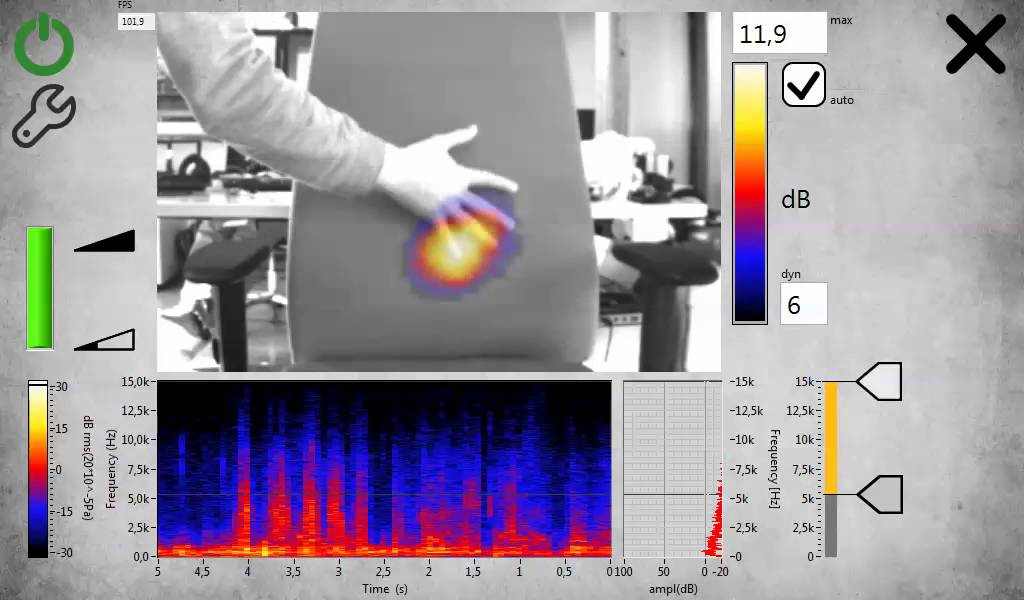 FPS
101,9
11,9
max
auto
dB
dyn
6
30
15
0
-15
-30
dB rms(20*10^-5Pa)
Frequency (Hz)
15,0k
12,5k
10,0k
7,5k
5,0k
2,5k
0,0
5
4,5
4
3,5
3
2,5
2
1,5
1
0,5
0
Time (s)
100
50
0
-20
ampl(dB)
-15k
-12,5k
-10k
-7,5k
-5k
-2,5k
-0
Frequency [Hz]
15k
12,5k
10k
7,5k
5k
2,5k
0